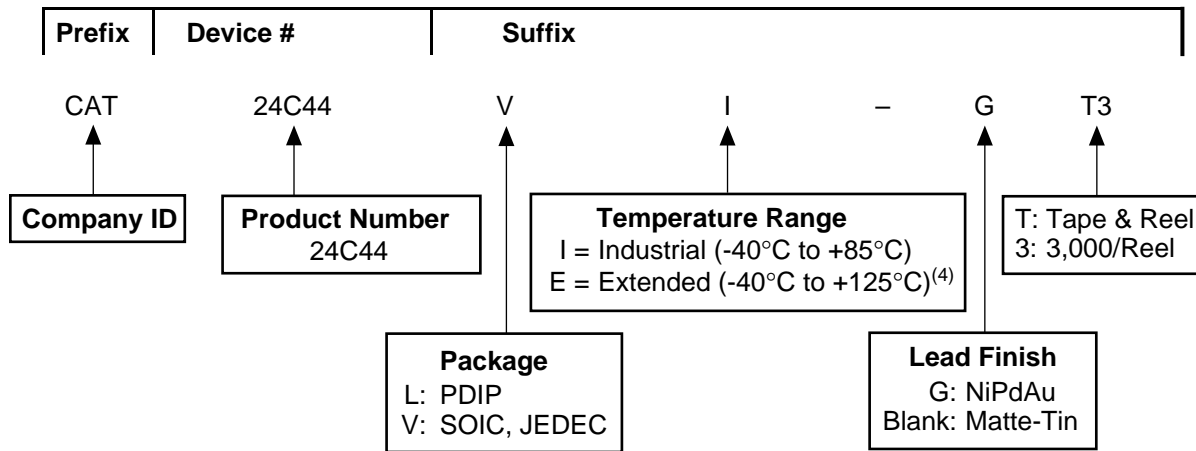 Prefix Device # Suffix
CAT 24C44 V I – G T3
Company ID
Product Number
24C44
Temperature Range
I = Industrial (-40°C to +85°C)
E = Extended (-40°C to +125°C)(4)
T: Tape & Reel
3: 3,000/Reel
Package
L: PDIP
V: SOIC, JEDEC
Lead Finish
G: NiPdAu
Blank: Matte-Tin